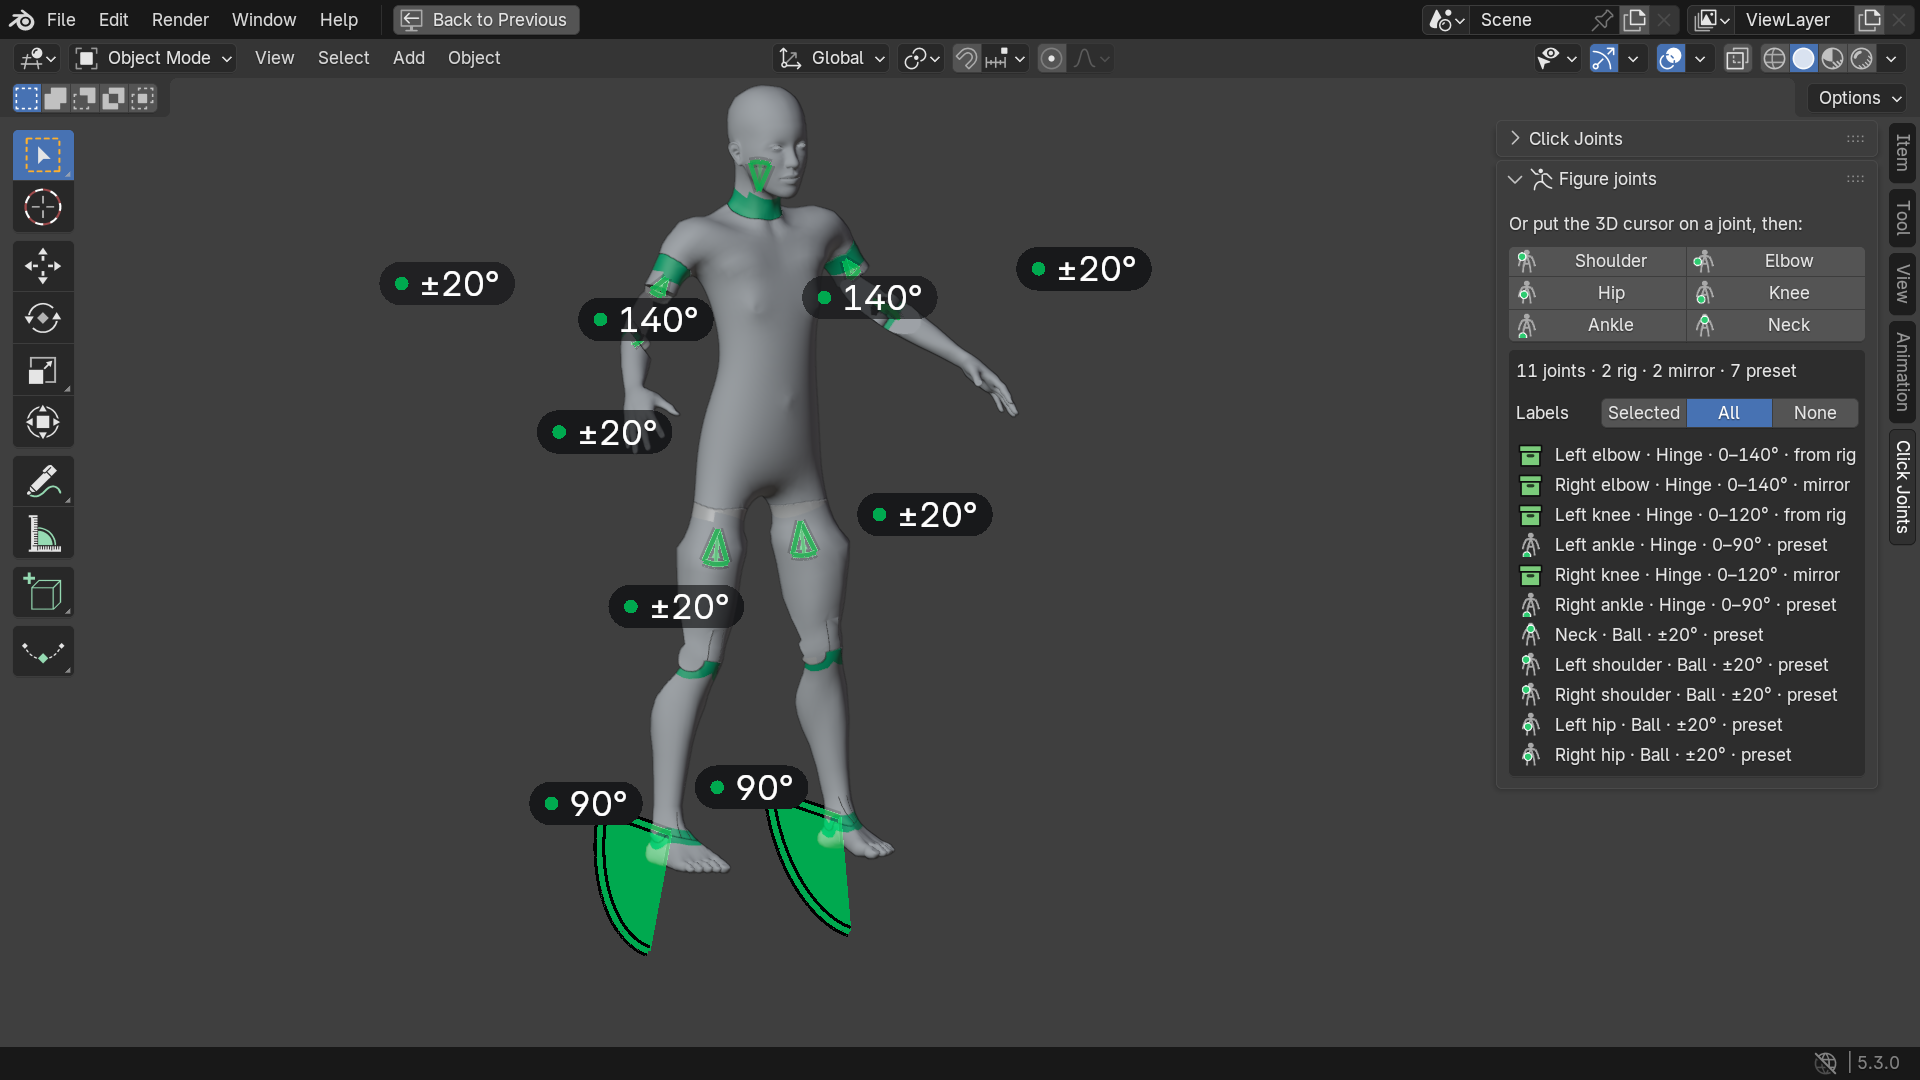 File Edit Render Window Help Back to Previous Scene ViewLayer
Object Mode View Select Add Object Global
Options
Click Joints
Figure joints
Or put the 3D cursor on a joint, then:
Shoulder Elbow
Hip Knee
Ankle Neck
11 joints · 2 rig · 2 mirror · 7 preset
Labels Selected All None
Left elbow · Hinge · 0–140° · from rig
Right elbow · Hinge · 0–140° · mirror
Left knee · Hinge · 0–120° · from rig
Left ankle · Hinge · 0–90° · preset
Right knee · Hinge · 0–120° · mirror
Right ankle · Hinge · 0–90° · preset
Neck · Ball · ±20° · preset
Left shoulder · Ball · ±20° · preset
Right shoulder · Ball · ±20° · preset
Left hip · Ball · ±20° · preset
Right hip · Ball · ±20° · preset
Item
Tool
View
Animation
Click Joints
±20°
±20°
140°
140°
±20°
±20°
±20°
90°
90°
5.3.0